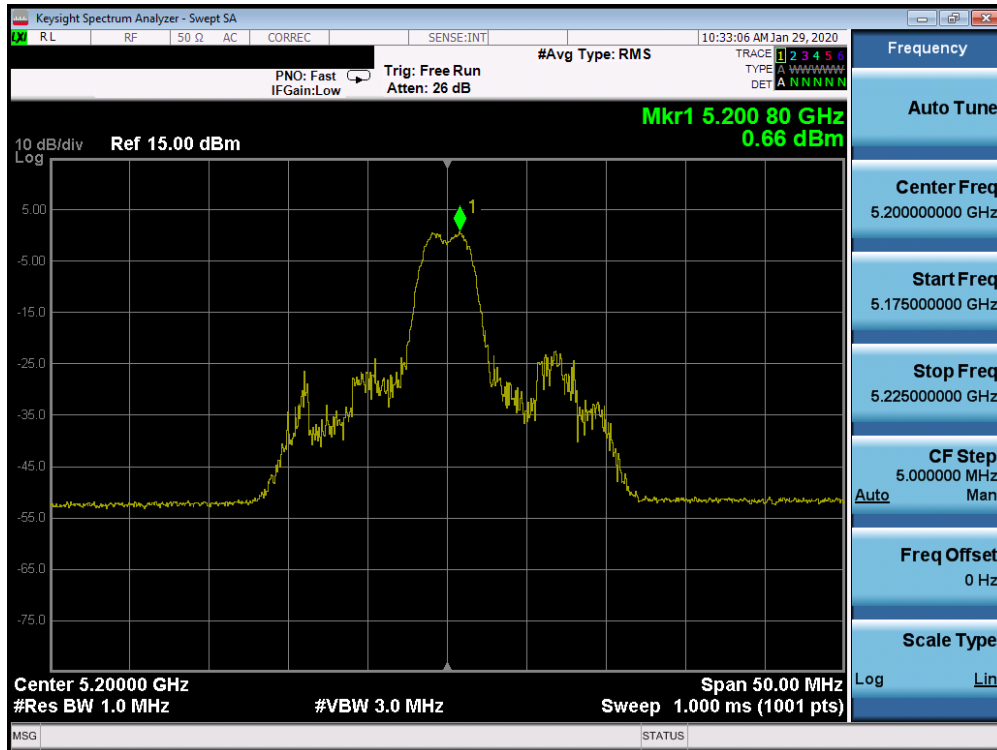 Keysight Spectrum Analyzer - Swept SA
LXI RL RF 50 Ω AC CORREC SENSE:INT 10:33:06 AM Jan 29, 2020
#Avg Type: RMS
TRACE 1 2 3 4 5 6
TYPE A WWWWW
DET A N N N N N
PNO: Fast
IFGain:Low
Trig: Free Run
Atten: 26 dB
Mkr1 5.200 80 GHz
0.66 dBm
10 dB/div Ref 15.00 dBm
Log
1
5.00
-5.00
-15.0
-25.0
-35.0
-45.0
-55.0
-65.0
-75.0
Center 5.20000 GHz
Span 50.00 MHz
#Res BW 1.0 MHz
#VBW 3.0 MHz
Sweep 1.000 ms (1001 pts)
MSG
STATUS
Frequency
Auto Tune
Center Freq
5.200000000 GHz
Start Freq
5.175000000 GHz
Stop Freq
5.225000000 GHz
CF Step
5.000000 MHz
Auto Man
Freq Offset
0 Hz
Scale Type
Log Lin